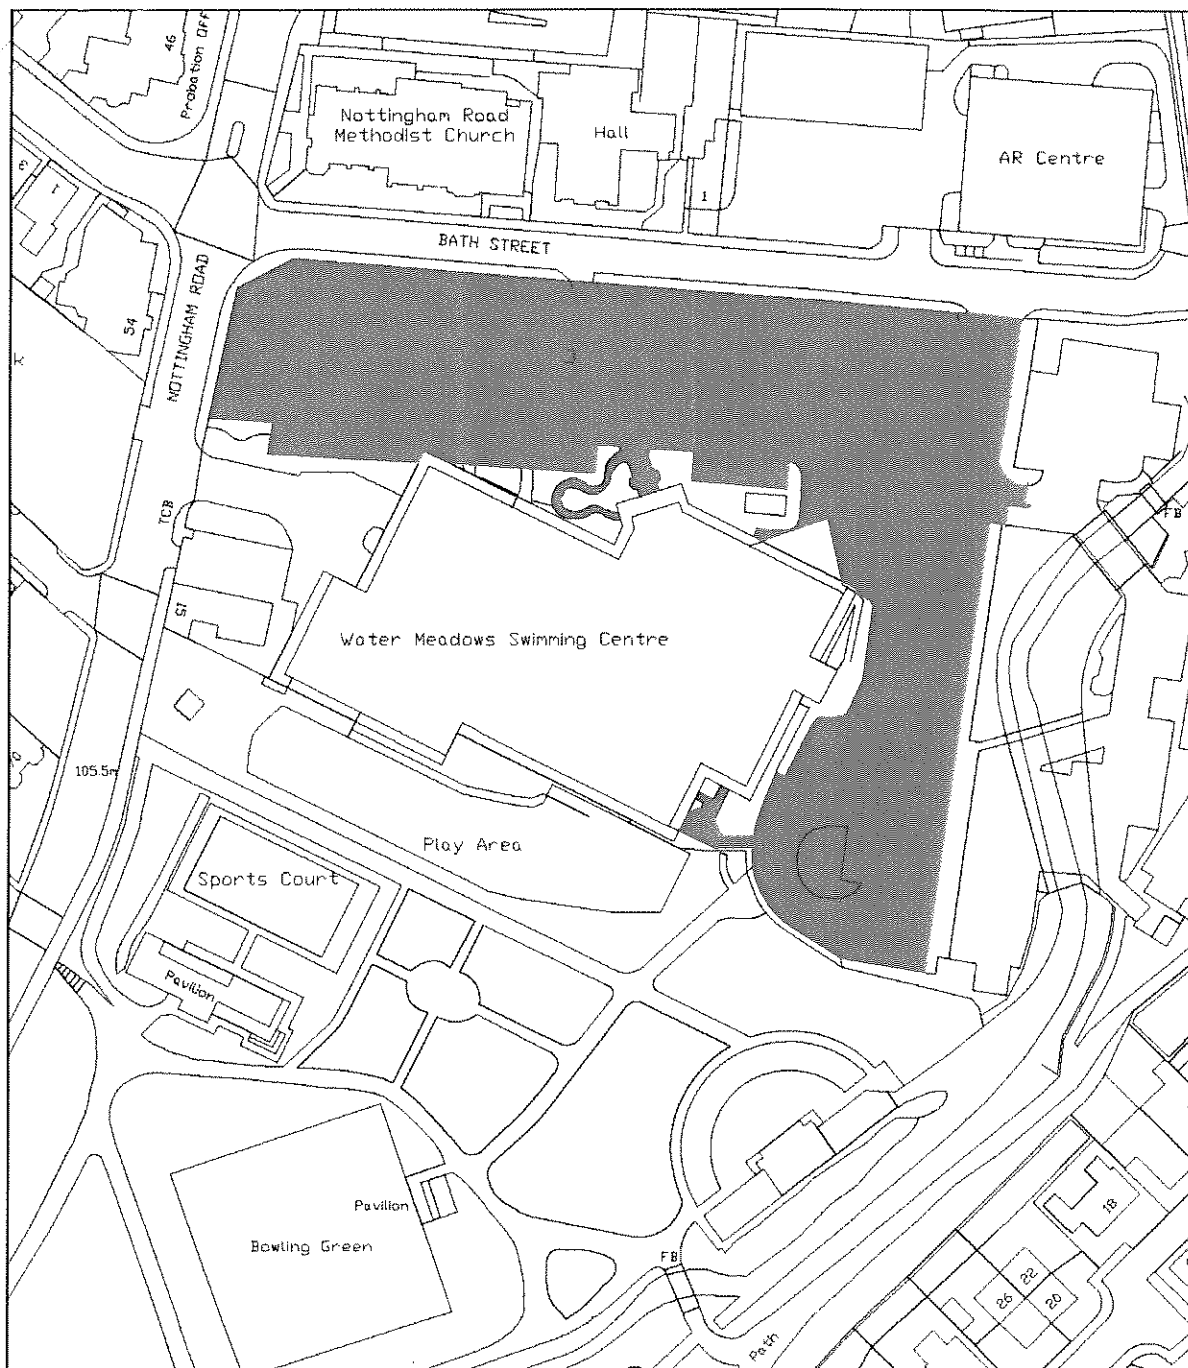 46
Probation Off
Nottingham Road
Methodist Church
Hall
AR Centre
1
3
1
BATH STREET
NOTTINGHAM ROAD
54
k
TCB
FB
51
Water Meadows Swimming Centre
105.5m
Play Area
Sports Court
Pavilion
Pavilion
Bowling Green
FB
18
22
26
20
Path